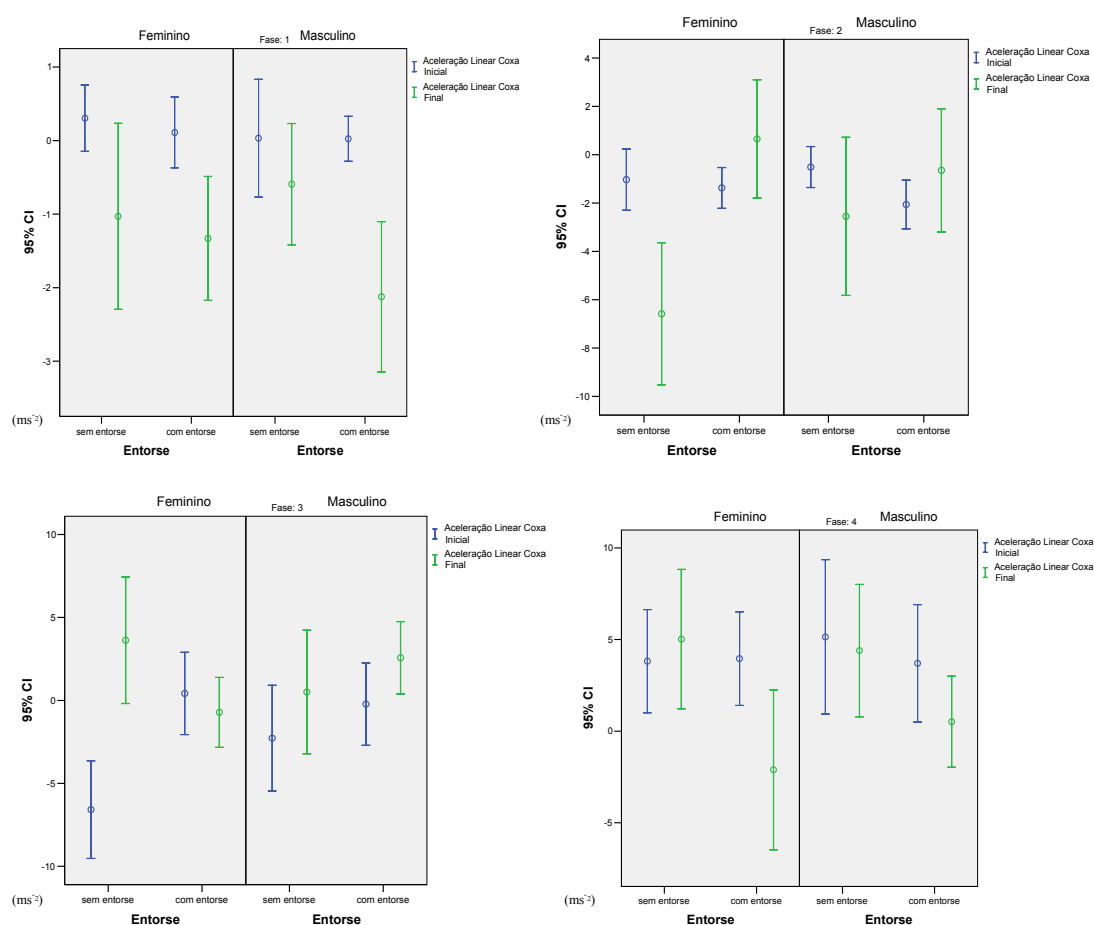 Feminino
Fase: 1
Masculino
Aceleração Linear Coxa
Inicial
Aceleração Linear Coxa
Final
1
0
-1
-2
-3
95% CI
(ms-2)
sem entorse
com entorse
sem entorse
com entorse
Entorse
Entorse
Feminino
Fase: 2
Masculino
Aceleração Linear Coxa
Inicial
Aceleração Linear Coxa
Final
4
2
0
-2
-4
-6
-8
-10
95% CI
(ms-2)
sem entorse
com entorse
sem entorse
com entorse
Entorse
Entorse
Feminino
Fase: 3
Masculino
Aceleração Linear Coxa
Inicial
Aceleração Linear Coxa
Final
10
5
0
-5
-10
95% CI
(ms-2)
sem entorse
com entorse
sem entorse
com entorse
Entorse
Entorse
Feminino
Fase: 4
Masculino
Aceleração Linear Coxa
Inicial
Aceleração Linear Coxa
Final
10
5
0
-5
95% CI
(ms-2)
sem entorse
com entorse
sem entorse
com entorse
Entorse
Entorse